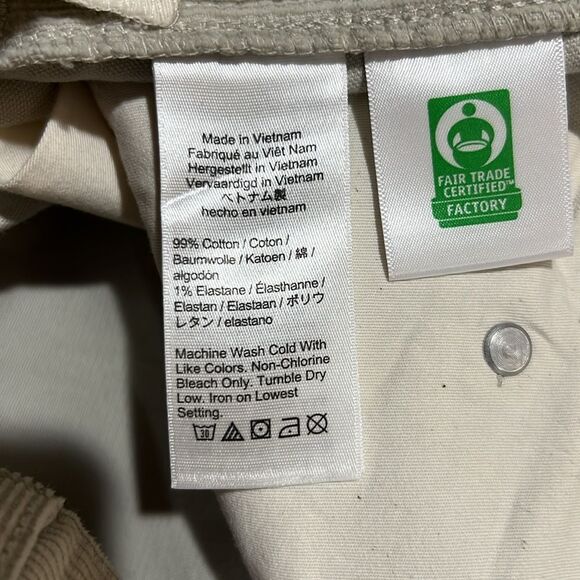 Made in Vietnam
Fabriqué au Viêt Nam
Hergestellt in Vietnam
Vervaardigd in Vietnam
ベトナム製
hecho en vietnam
99% Cotton / Coton /
Baumwolle / Katoen / 綿 /
algodón
1% Elastane / Élasthanne /
Elastan / Elastaan / ポリウ
レタン / elastano
Machine Wash Cold With
Like Colors. Non-Chlorine
Bleach Only. Tumble Dry
Low. Iron on Lowest
Setting.
30
FAIR TRADE
CERTIFIED™
FACTORY